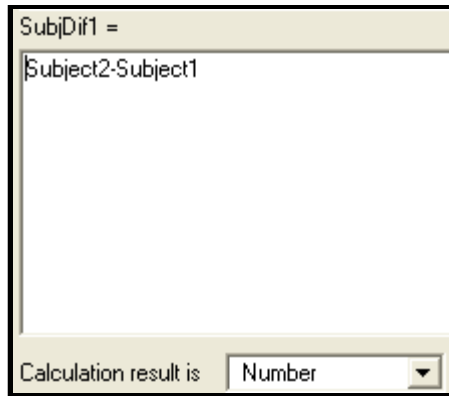 SubjDif1 =
Subject2-Subject1
Calculation result is Number